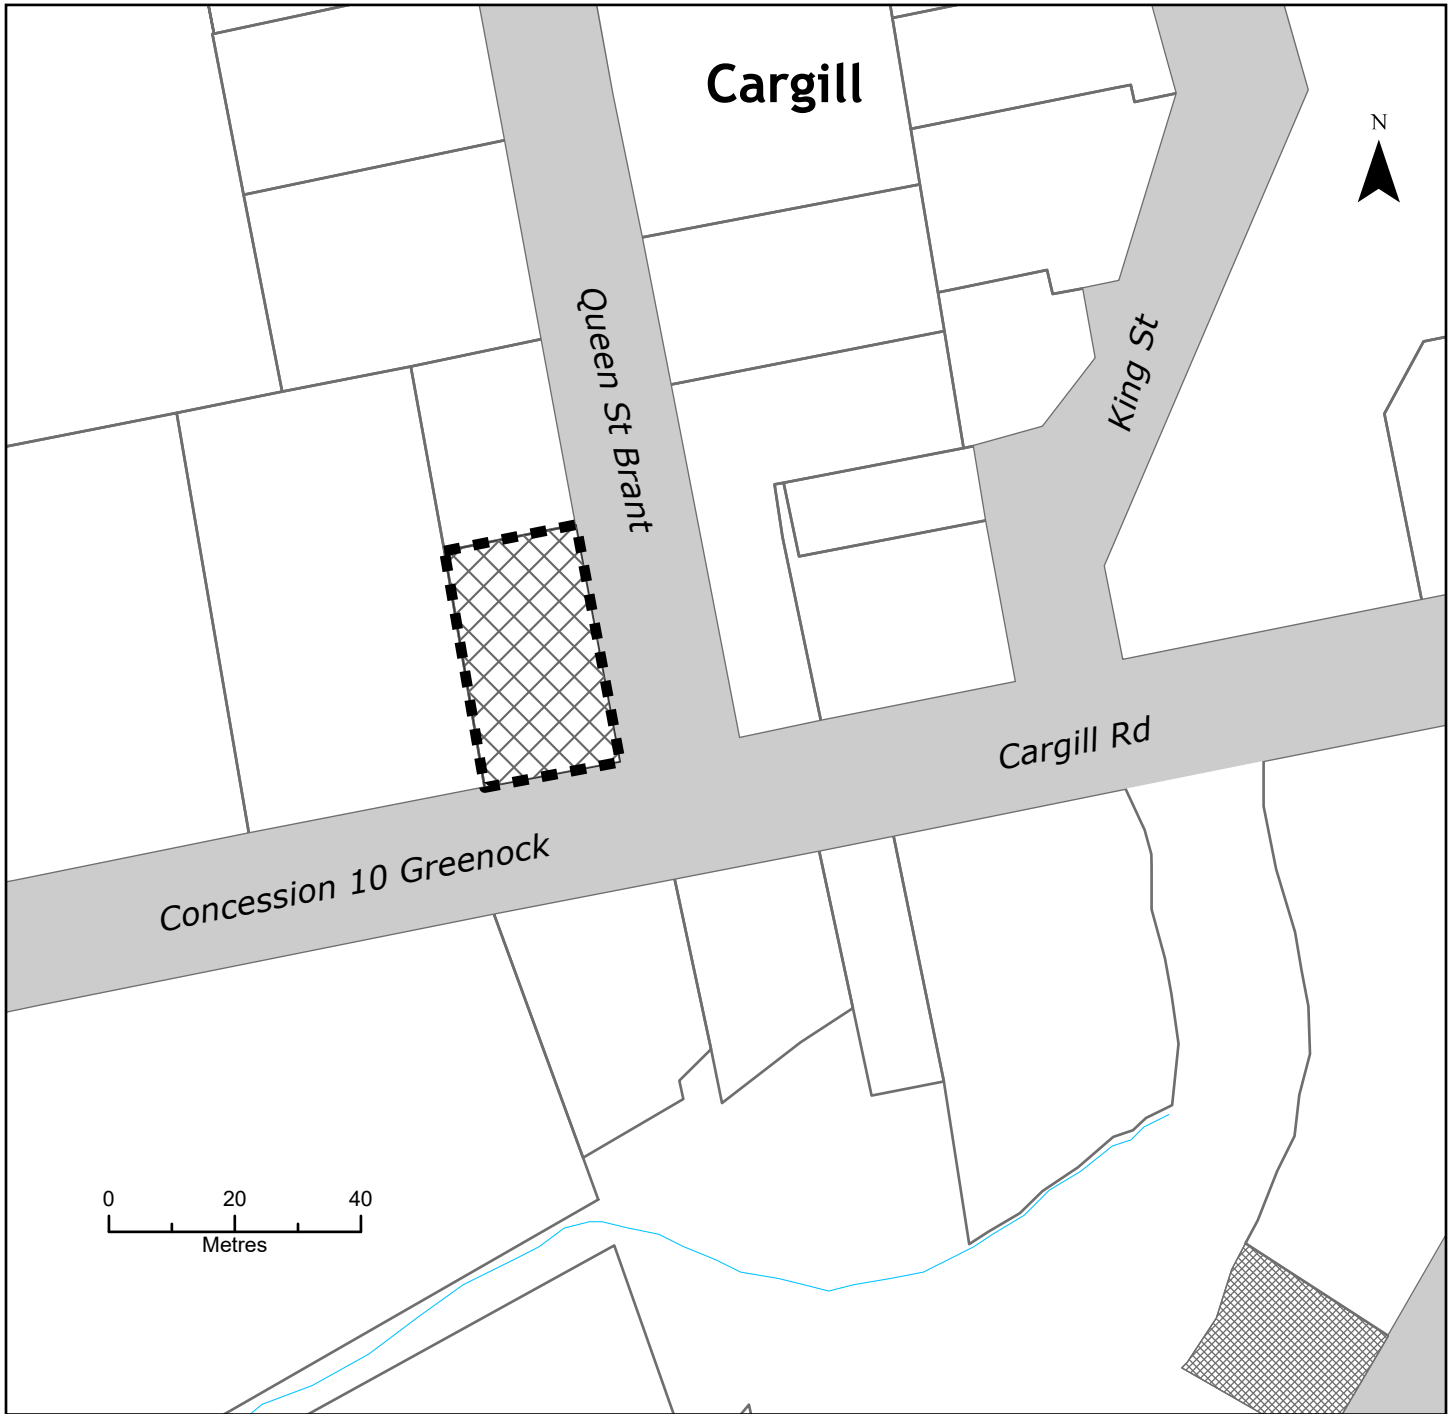 Cargill
N
Queen St Brant
King St
Cargill Rd
Concession 10 Greenock
0 20 40
Metres